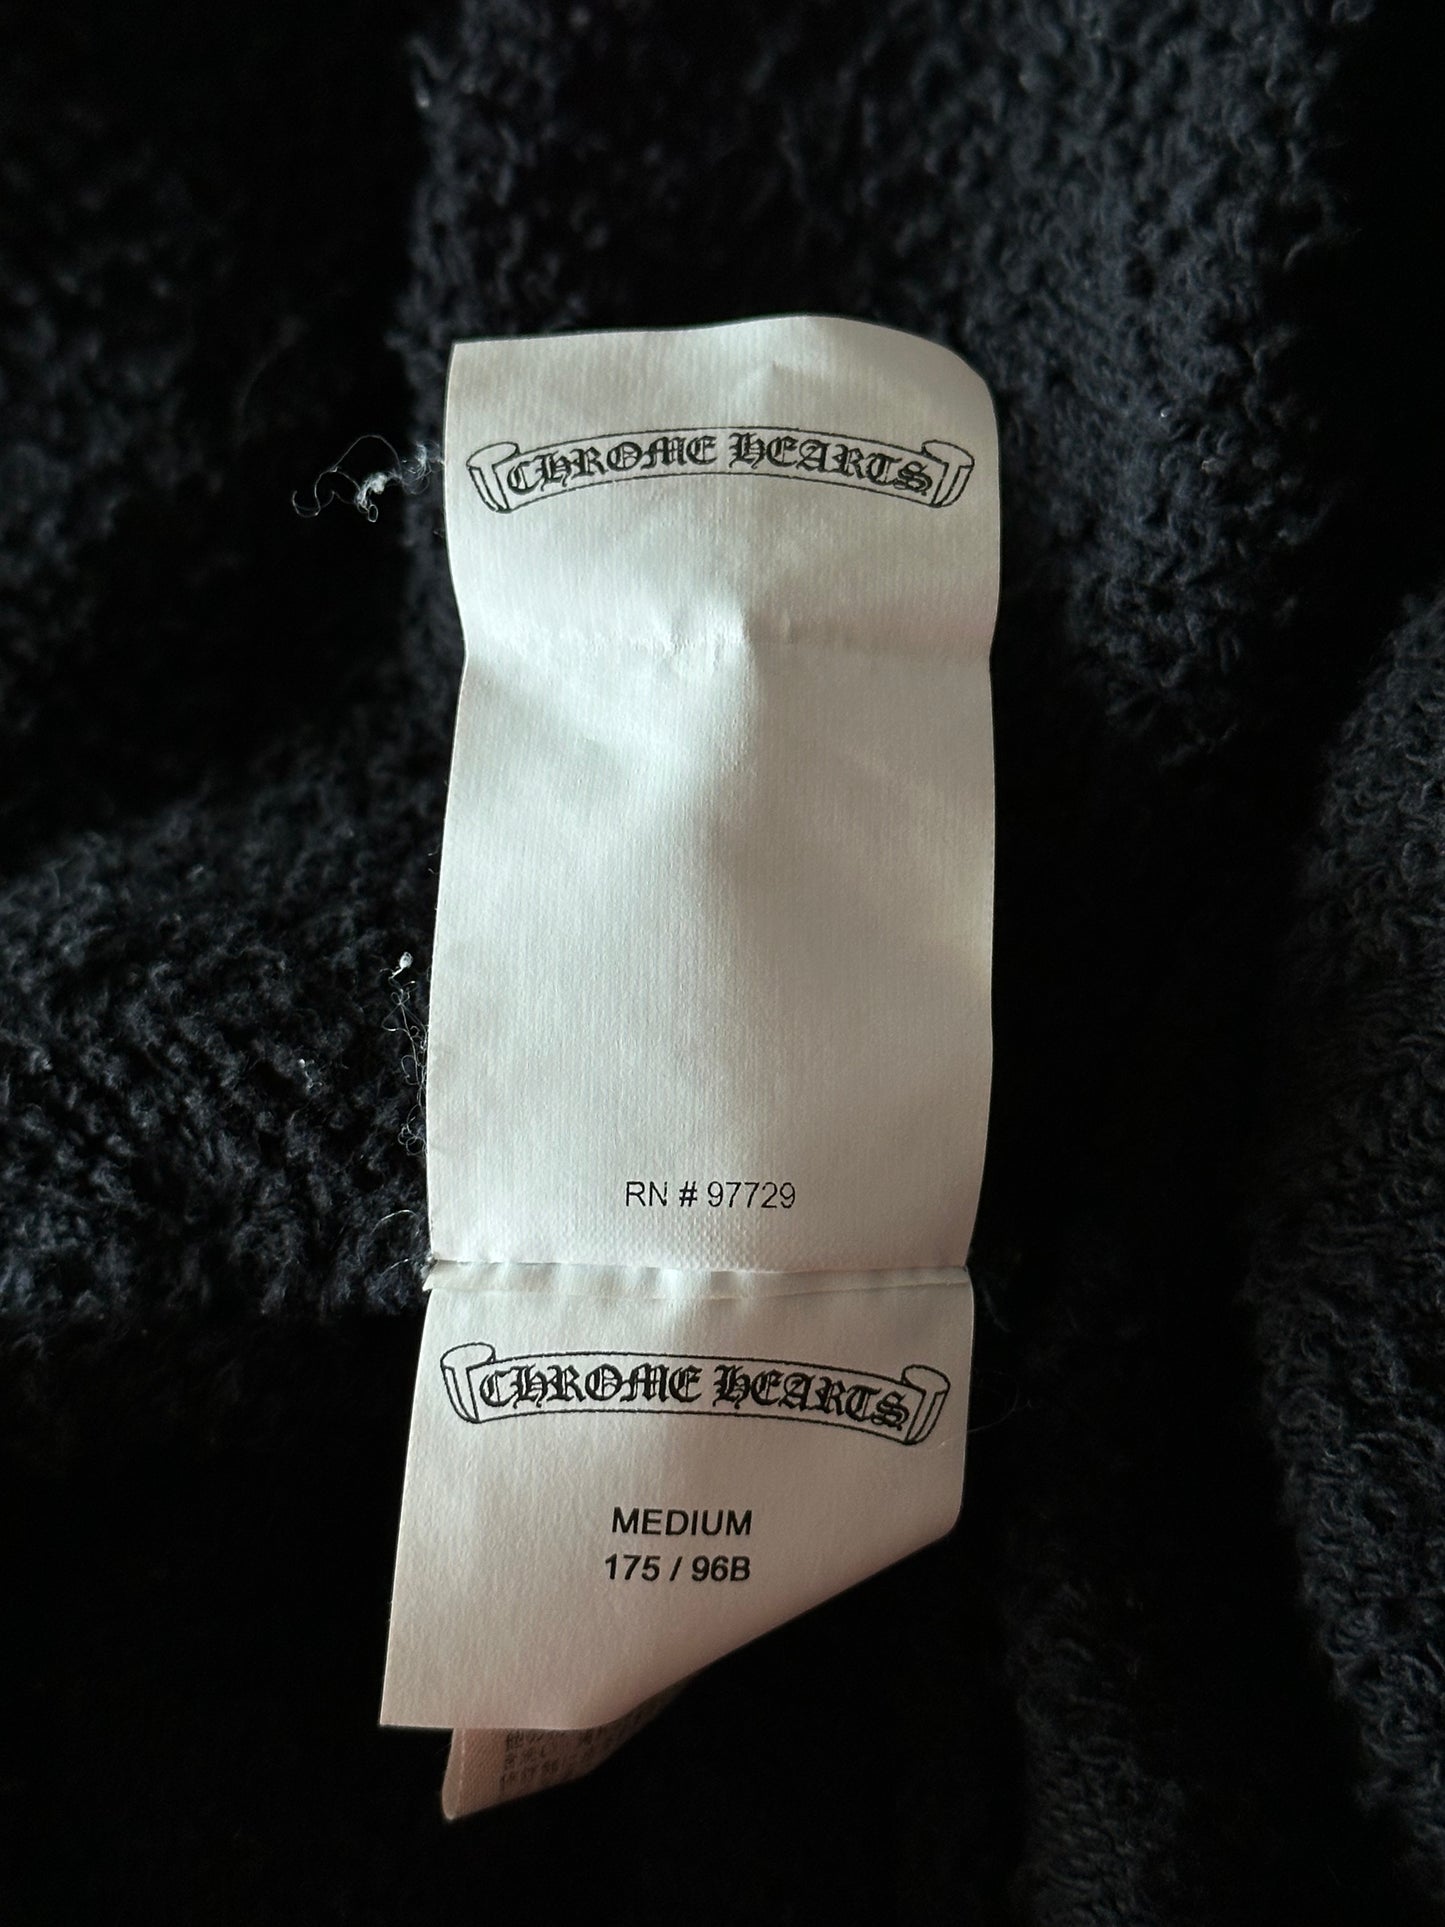 CHROME HEARTS
RN # 97729
CHROME HEARTS
MEDIUM
175 / 96B